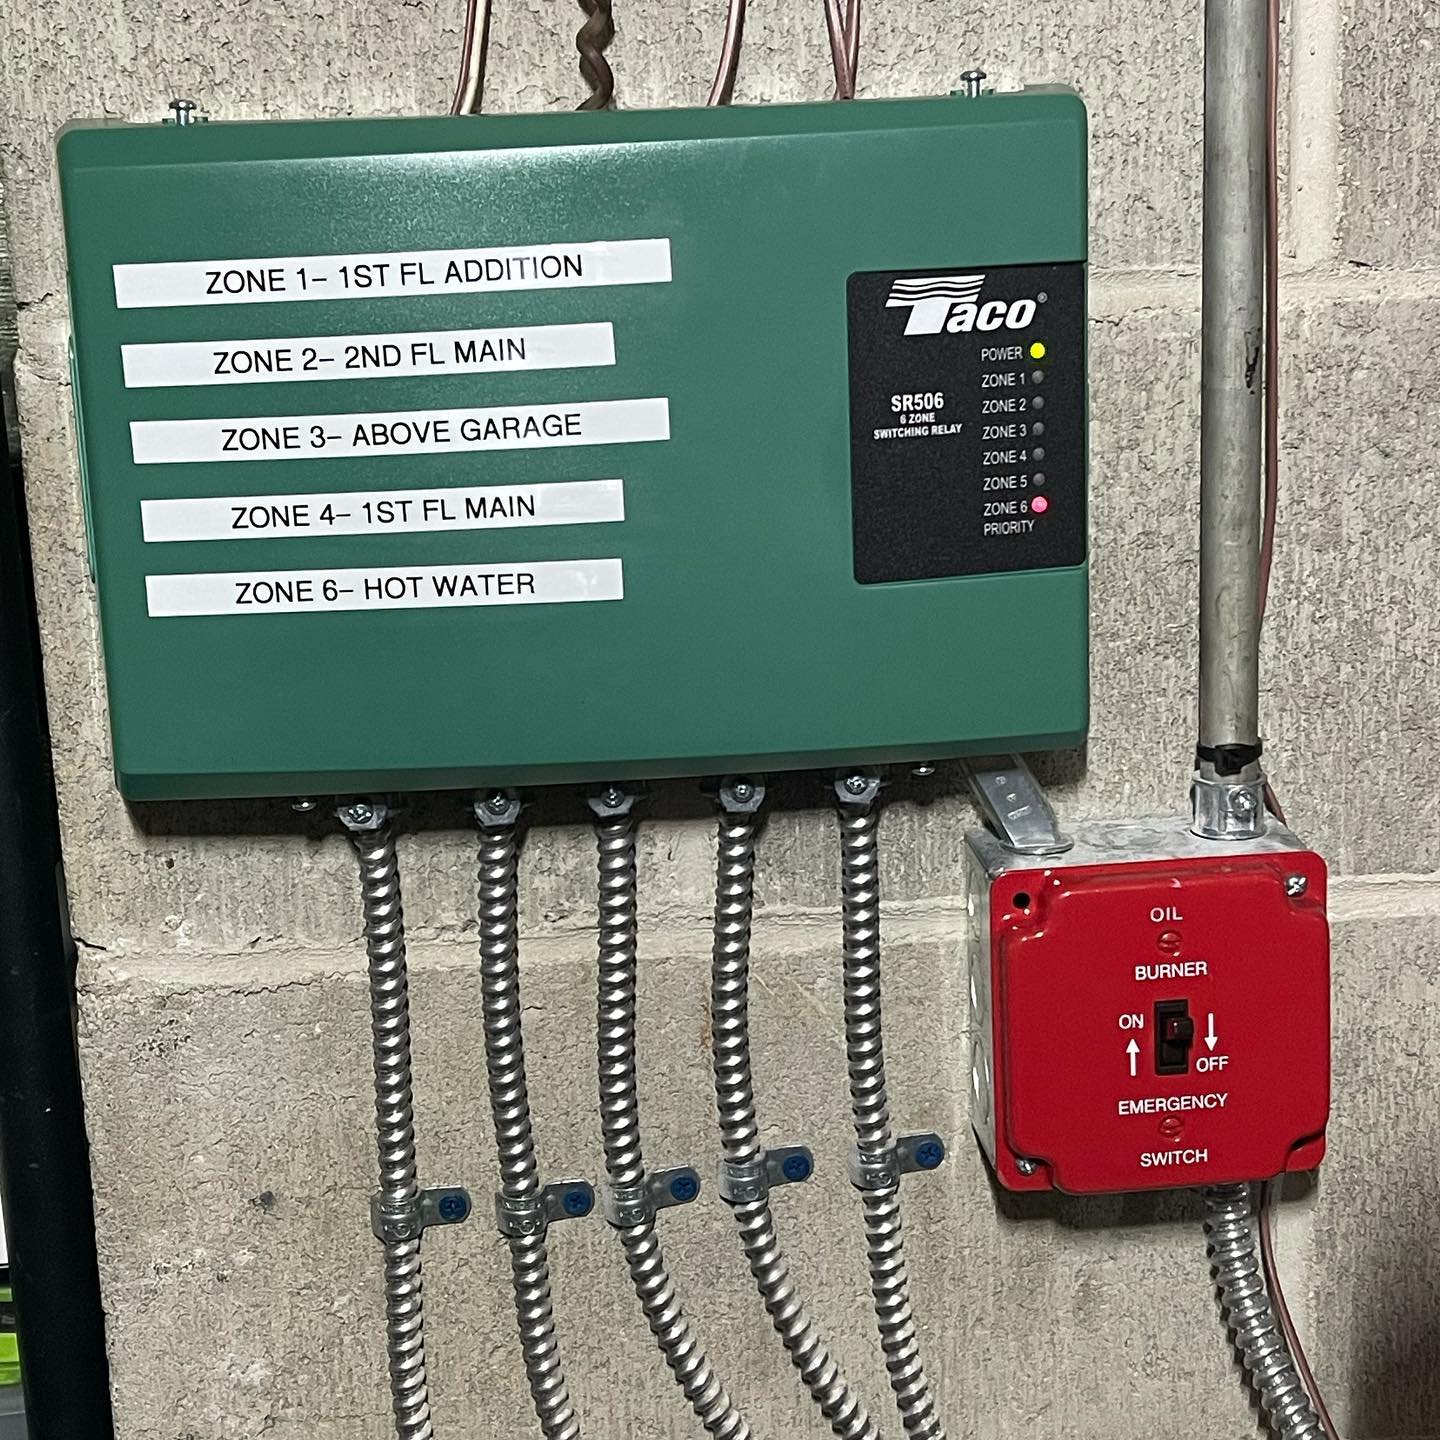 ZONE 1– 1ST FL ADDITION
ZONE 2– 2ND FL MAIN
ZONE 3– ABOVE GARAGE
ZONE 4– 1ST FL MAIN
ZONE 6– HOT WATER
Taco®
POWER
ZONE 1
ZONE 2
ZONE 3
ZONE 4
ZONE 5
ZONE 6
PRIORITY
SR506
6 ZONE
SWITCHING RELAY
OIL
BURNER
ON
OFF
EMERGENCY
SWITCH